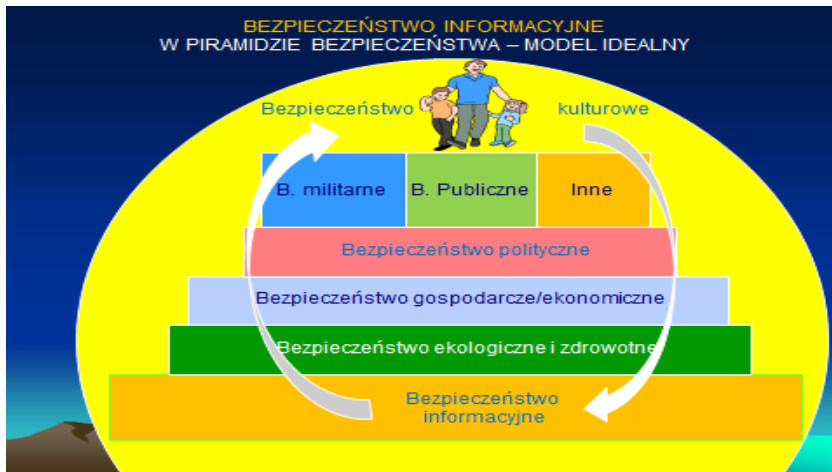 BEZPIECZEŃSTWO INFORMACYJNE
W PIRAMIDZIE BEZPIECZEŃSTWA – MODEL IDEALNY
Bezpieczeństwo kulturowe
B. militarne B. Publiczne Inne
Bezpieczeństwo polityczne
Bezpieczeństwo gospodarcze/ekonomiczne
Bezpieczeństwo ekologiczne i zdrowotne
Bezpieczeństwo
informacyjne